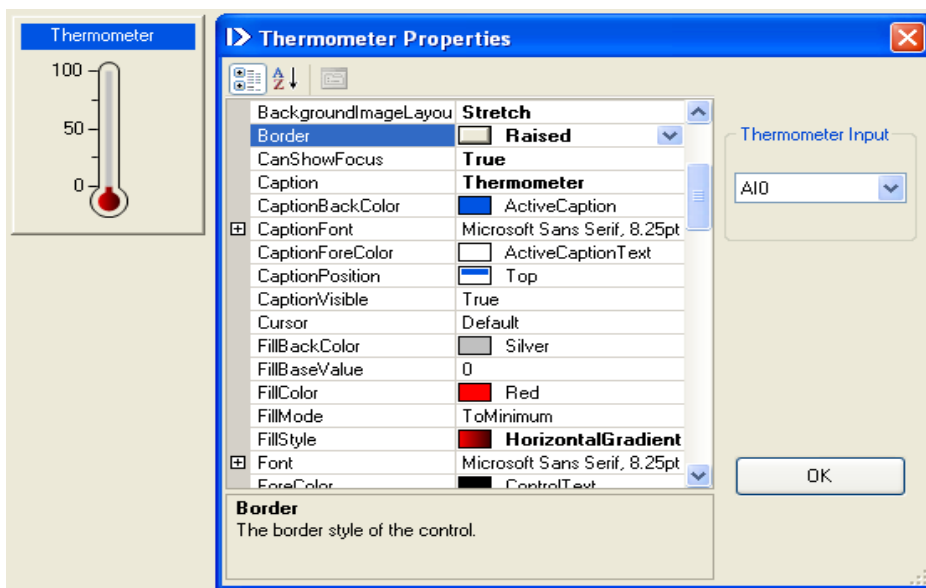 Thermometer
100
50
0
Thermometer Properties
BackgroundImageLayou Stretch
Border Raised
CanShowFocus True
Caption Thermometer
CaptionBackColor ActiveCaption
CaptionFont Microsoft Sans Serif, 8.25pt
CaptionForeColor ActiveCaptionText
CaptionPosition Top
CaptionVisible True
Cursor Default
FillBackColor Silver
FillBaseValue 0
FillColor Red
FillMode ToMinimum
FillStyle HorizontalGradient
Font Microsoft Sans Serif, 8.25pt
ForeColor ControlText
Border
The border style of the control.
Thermometer Input
AI0
OK